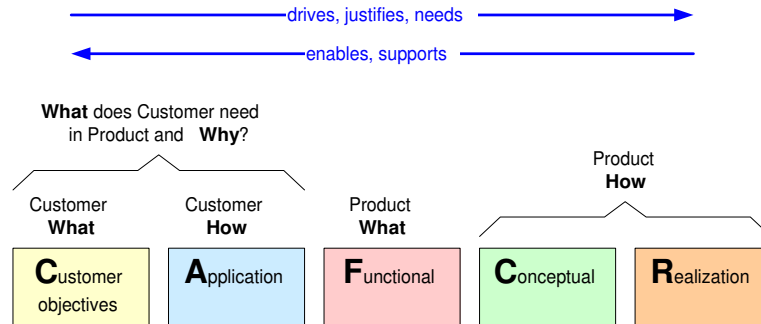 drives, justifies, needs
enables, supports
What does Customer need
in Product and Why?
Product
How
Customer
What
Customer
How
Product
What
Customer
objectives
Application
Functional
Conceptual
Realization